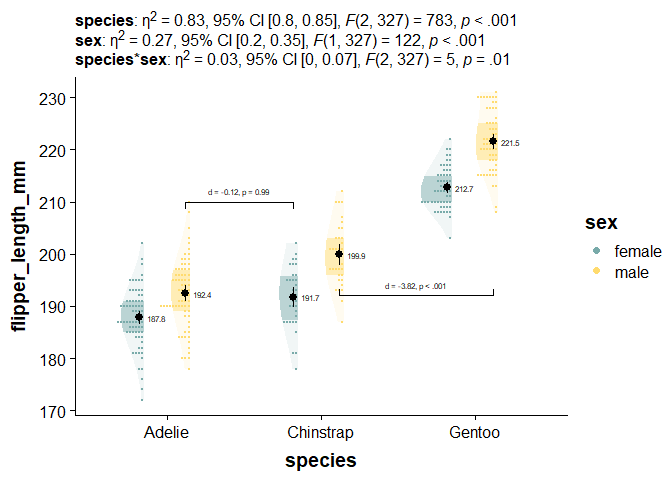 species: η² = 0.83, 95% CI [0.8, 0.85], F(2, 327) = 783, p < .001
sex: η² = 0.27, 95% CI [0.2, 0.35], F(1, 327) = 122, p < .001
species*sex: η² = 0.03, 95% CI [0, 0.07], F(2, 327) = 5, p = .01
flipper_length_mm
230
220
210
200
190
180
170
d = -0.12, p = 0.99
d = -3.82, p < .001
187.8
192.4
191.7
199.9
212.7
221.5
Adelie
Chinstrap
Gentoo
species
sex
female
male